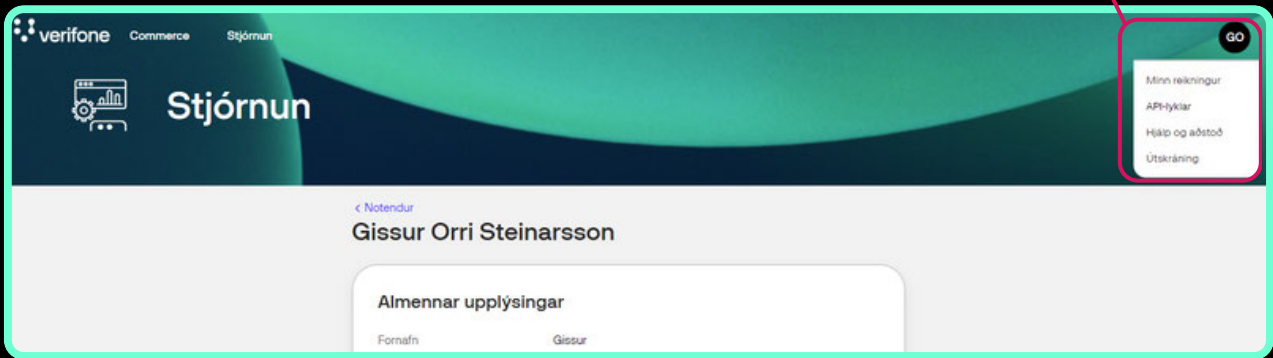 verifone Commerce Stjórnun
GO
Stjórnun
Minn reikningur
API-lyklar
Hjálp og aðstoð
Útskráning
< Notendur
Gissur Orri Steinarsson
Almennar upplýsingar
Fornafn Gissur